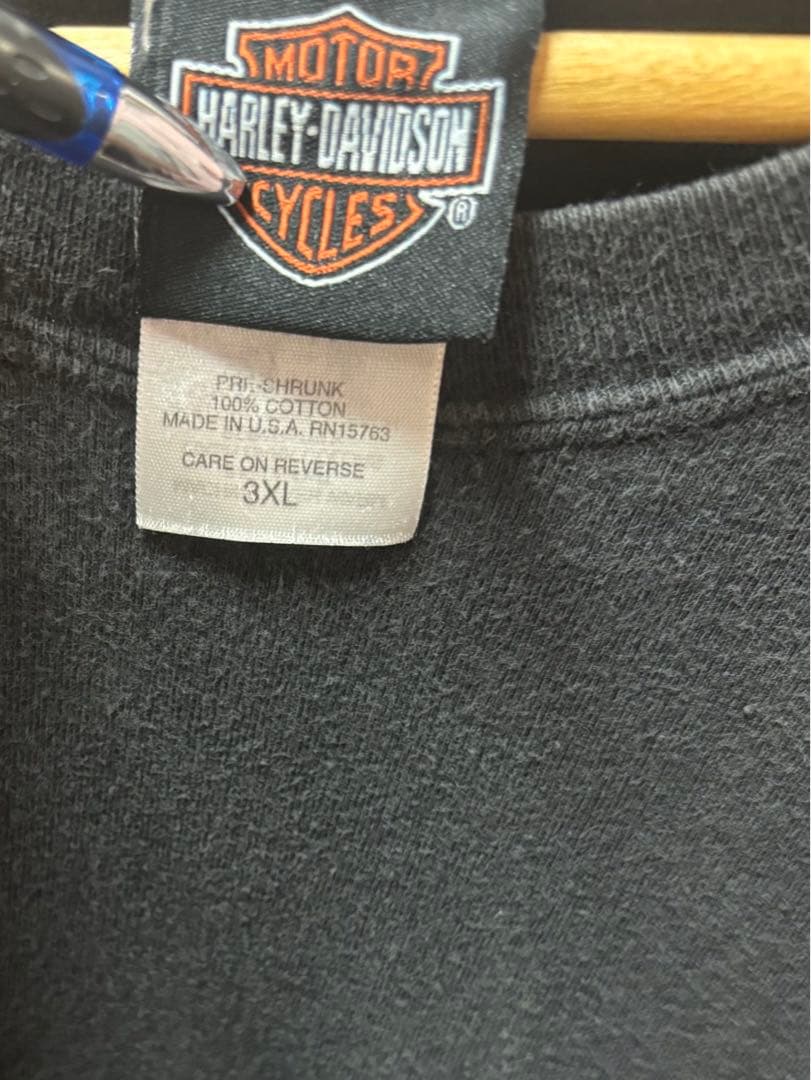 MOTOR
HARLEY-DAVIDSON
CYCLES
®
PRE-SHRUNK
100% COTTON
MADE IN U.S.A. RN15763
CARE ON REVERSE
3XL